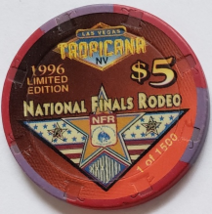 LAS VEGAS
TROPICANA
NV
1996
LIMITED
EDITION
$5
NATIONAL FINALS RODEO
NFR
1 of 1500